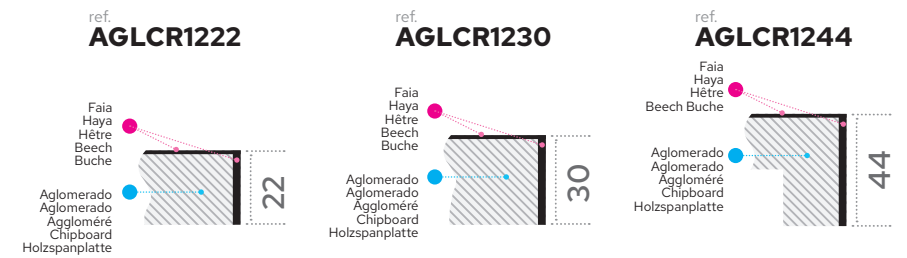 ref.
AGLCR1222
Faia
Haya
Hêtre
Beech
Buche
Aglomerado
Aglomerado
Aggloméré
Chipboard
Holzspanplatte
22
ref.
AGLCR1230
Faia
Haya
Hêtre
Beech
Buche
Aglomerado
Aglomerado
Aggloméré
Chipboard
Holzspanplatte
30
ref.
AGLCR1244
Faia
Haya
Hêtre
Beech Buche
Aglomerado
Aglomerado
Aggloméré
Chipboard
Holzspanplatte
44